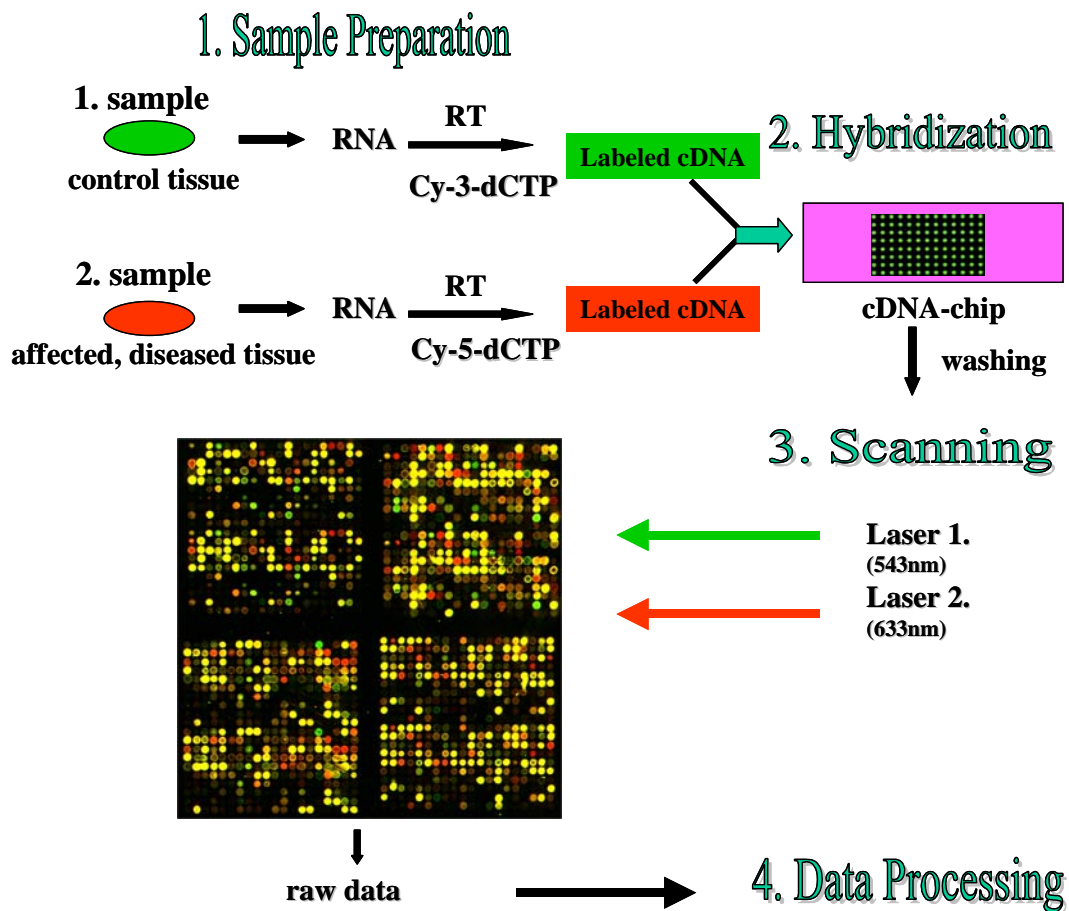 1. Sample Preparation
1. sample
control tissue
RNA
RT
Cy-3-dCTP
Labeled cDNA
2. Hybridization
2. sample
affected, diseased tissue
RNA
RT
Cy-5-dCTP
Labeled cDNA
cDNA-chip
washing
3. Scanning
Laser 1.
(543nm)
Laser 2.
(633nm)
raw data
4. Data Processing